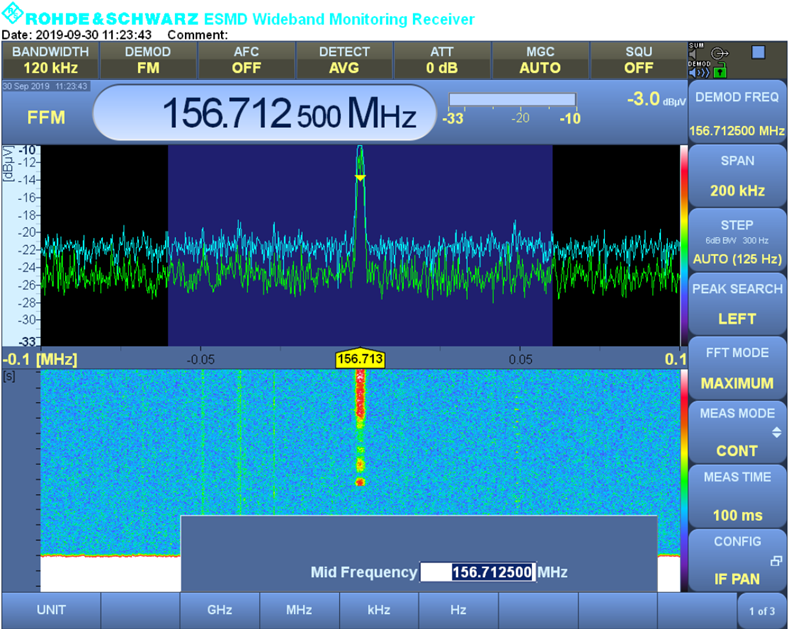 ROHDE & SCHWARZ ESMD Wideband Monitoring Receiver
Date: 2019-09-30 11:23:43 Comment:
BANDWIDTH DEMOD AFC DETECT ATT MGC SQU SUM
120 kHz FM OFF AVG 0 dB AUTO OFF DEMOD
30 Sep 2019 11:23:43
FFM 156.712 500 MHz -33 -20 -10 -3.0 dBµV
DEMOD FREQ
156.712500 MHz
[dBµV]
-10
-12
-14
-16
-18
-20
-22
-24
-26
-28
-30
-33
SPAN
200 kHz
STEP
6dB BW 300 Hz
AUTO (125 Hz)
PEAK SEARCH
LEFT
-0.1 [MHz] -0.05 156.713 0.05 0.1
[s]
FFT MODE
MAXIMUM
MEAS MODE
CONT
MEAS TIME
100 ms
CONFIG
IF PAN
Mid Frequency 156.712500 MHz
UNIT GHz MHz kHz Hz 1 of 3